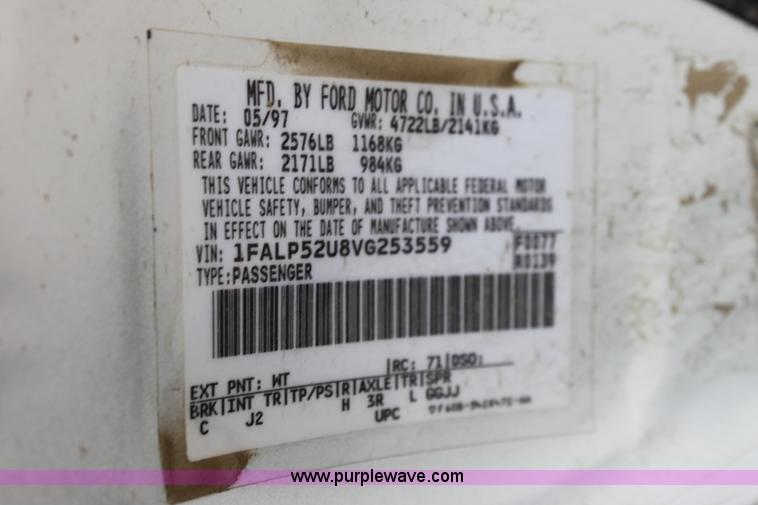 MFD. BY FORD MOTOR CO. IN U.S.A.
DATE: 05/97 GVWR: 4722LB/2141KG
FRONT GAWR: 2576LB 1168KG
REAR GAWR: 2171LB 984KG
THIS VEHICLE CONFORMS TO ALL APPLICABLE FEDERAL MOTOR
VEHICLE SAFETY, BUMPER, AND THEFT PREVENTION STANDARDS
IN EFFECT ON THE DATE OF MANUFACTURE SHOWN ABOVE.
VIN: 1FALP52U8VG253559 F0077
TYPE: PASSENGER R0139
EXT PNT: WT |RC: 71|DSO:
BRK|INT TR|TP/PS|R|AXLE|TR|SPR
C J2 H 3R L GGJJ
UPC
www.purplewave.com